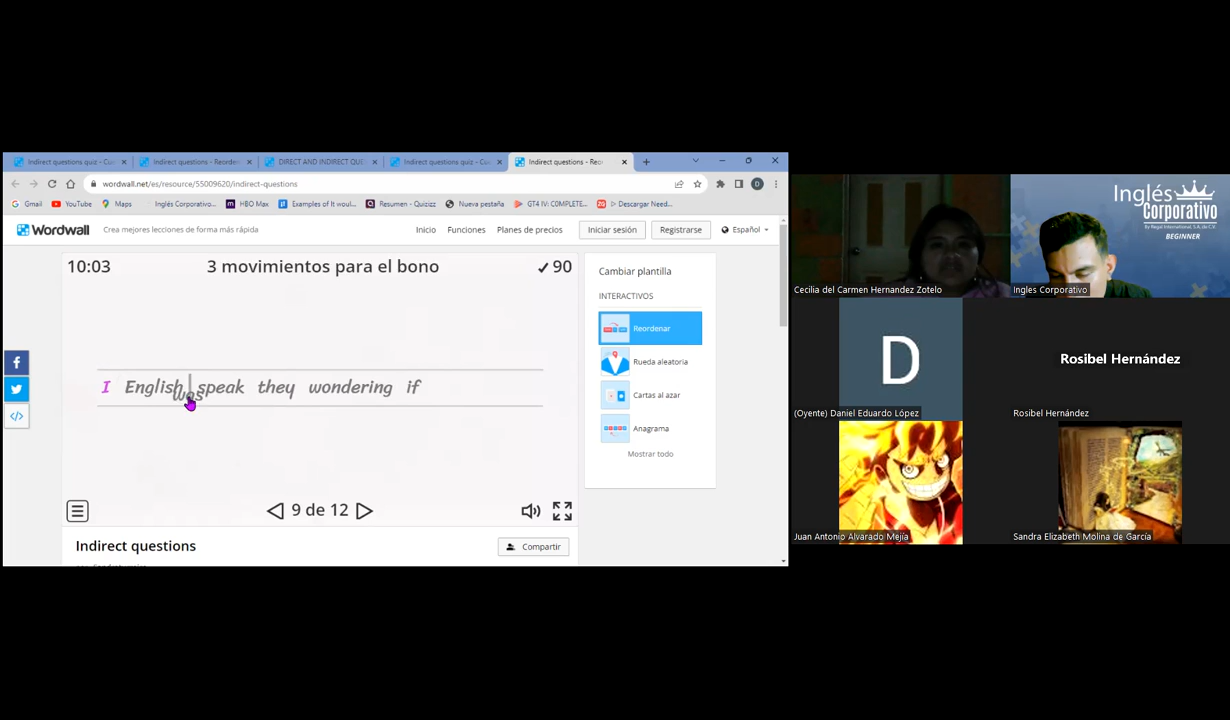 Indirect questions quiz - Cu
Indirect questions - Reorde
DIRECT AND INDIRECT QUE
Indirect questions quiz - Cu
Indirect questions - Reo
wordwall.net/es/resource/55009620/indirect-questions
Gmail
YouTube
Maps
Inglés Corporativo...
HBO Max
Examples of It woul...
Resumen - Quizizz
Nueva pestaña
GT4 IV: COMPLETE...
Descargar Need...
Wordwall
Crea mejores lecciones de forma más rápida
Inicio
Funciones
Planes de precios
Iniciar sesión
Registrarse
Español
10:03
3 movimientos para el bono
90
I English was speak they wondering if
9 de 12
Indirect questions
Compartir
Cambiar plantilla
INTERACTIVOS
Reordenar
Rueda aleatoria
Cartas al azar
Anagrama
Mostrar todo
Cecilia del Carmen Hernandez Zotelo
Inglés
Corporativo
By Regal International, S.A. de C.V.
BEGINNER
Ingles Corporativo
D
(Oyente) Daniel Eduardo López
Rosibel Hernández
Rosibel Hernández
Juan Antonio Alvarado Mejía
Sandra Elizabeth Molina de García